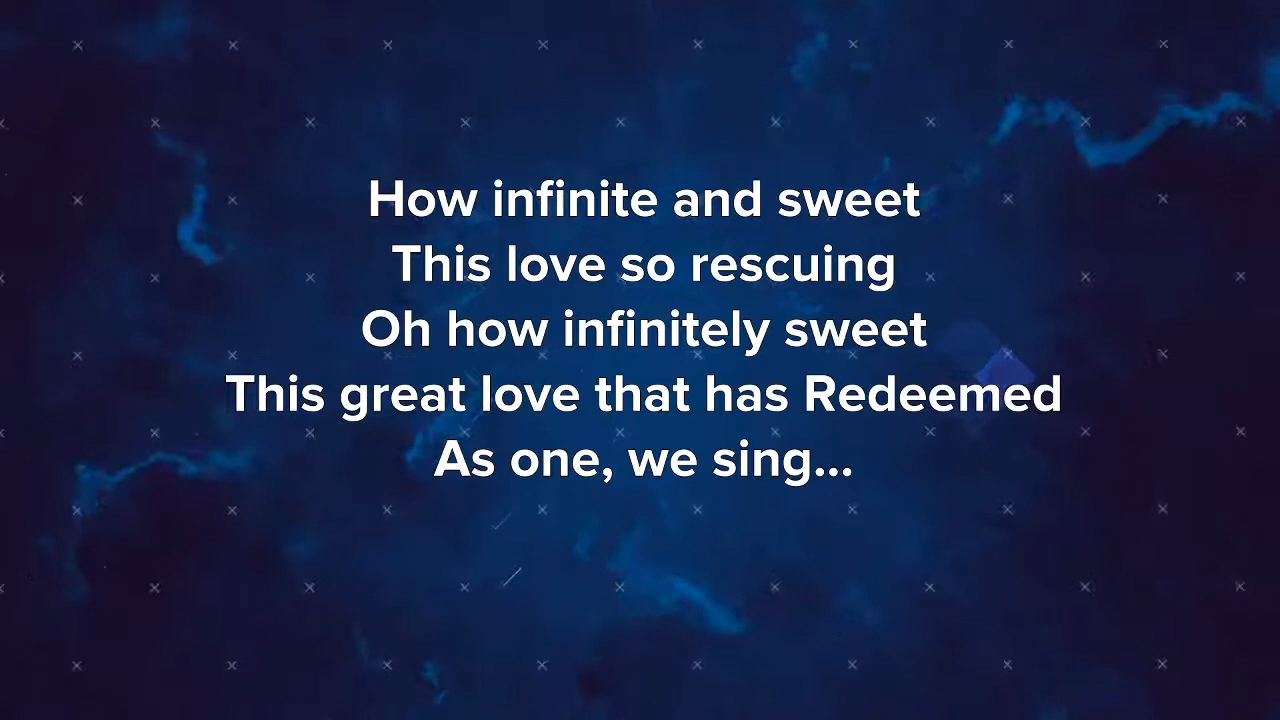 How infinite and sweet
This love so rescuing
Oh how infinitely sweet
This great love that has Redeemed
As one, we sing...